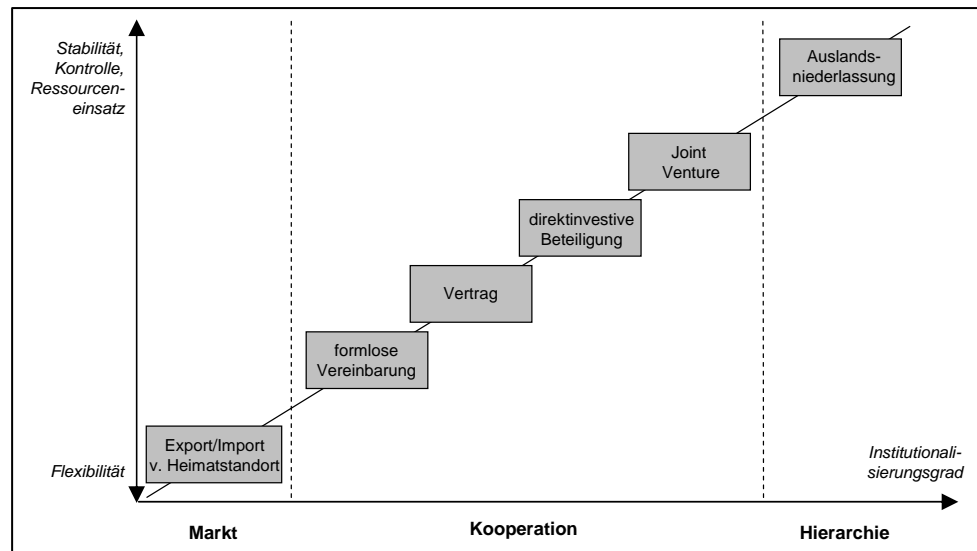 Stabilität,
Kontrolle,
Ressourcen-
einsatz
Auslands-
niederlassung
Joint
Venture
direktinvestive
Beteiligung
Vertrag
formlose
Vereinbarung
Export/Import
v. Heimatstandort
Flexibilität
Institutionali-
sierungsgrad
Markt
Kooperation
Hierarchie